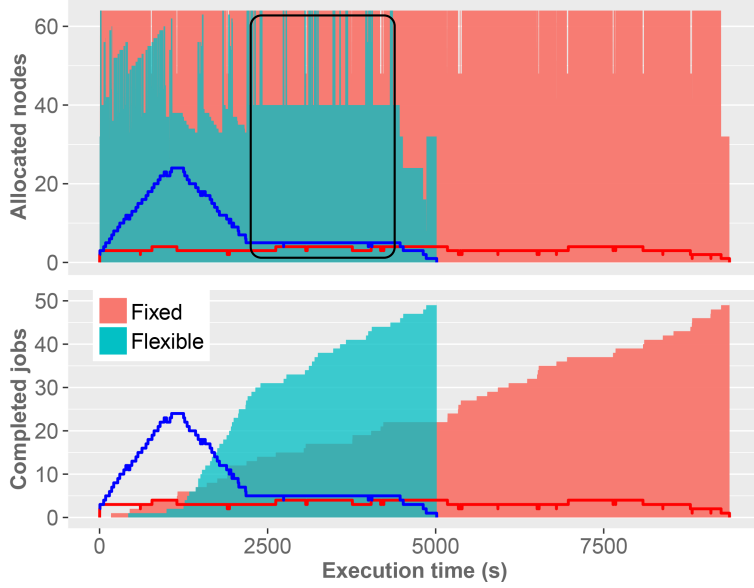 60
40
20
0
Allocated nodes
50
40
30
20
10
0
Completed jobs
Fixed
Flexible
0 2500 5000 7500
Execution time (s)